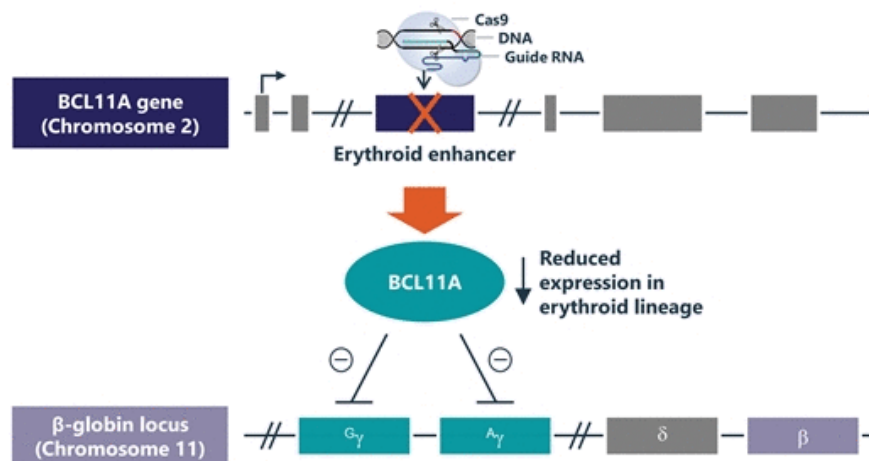 Cas9
DNA
Guide RNA
BCL11A gene
(Chromosome 2)
Erythroid enhancer
BCL11A
Reduced
expression in
erythroid lineage
β-globin locus
(Chromosome 11)
Gγ
Aγ
δ
β